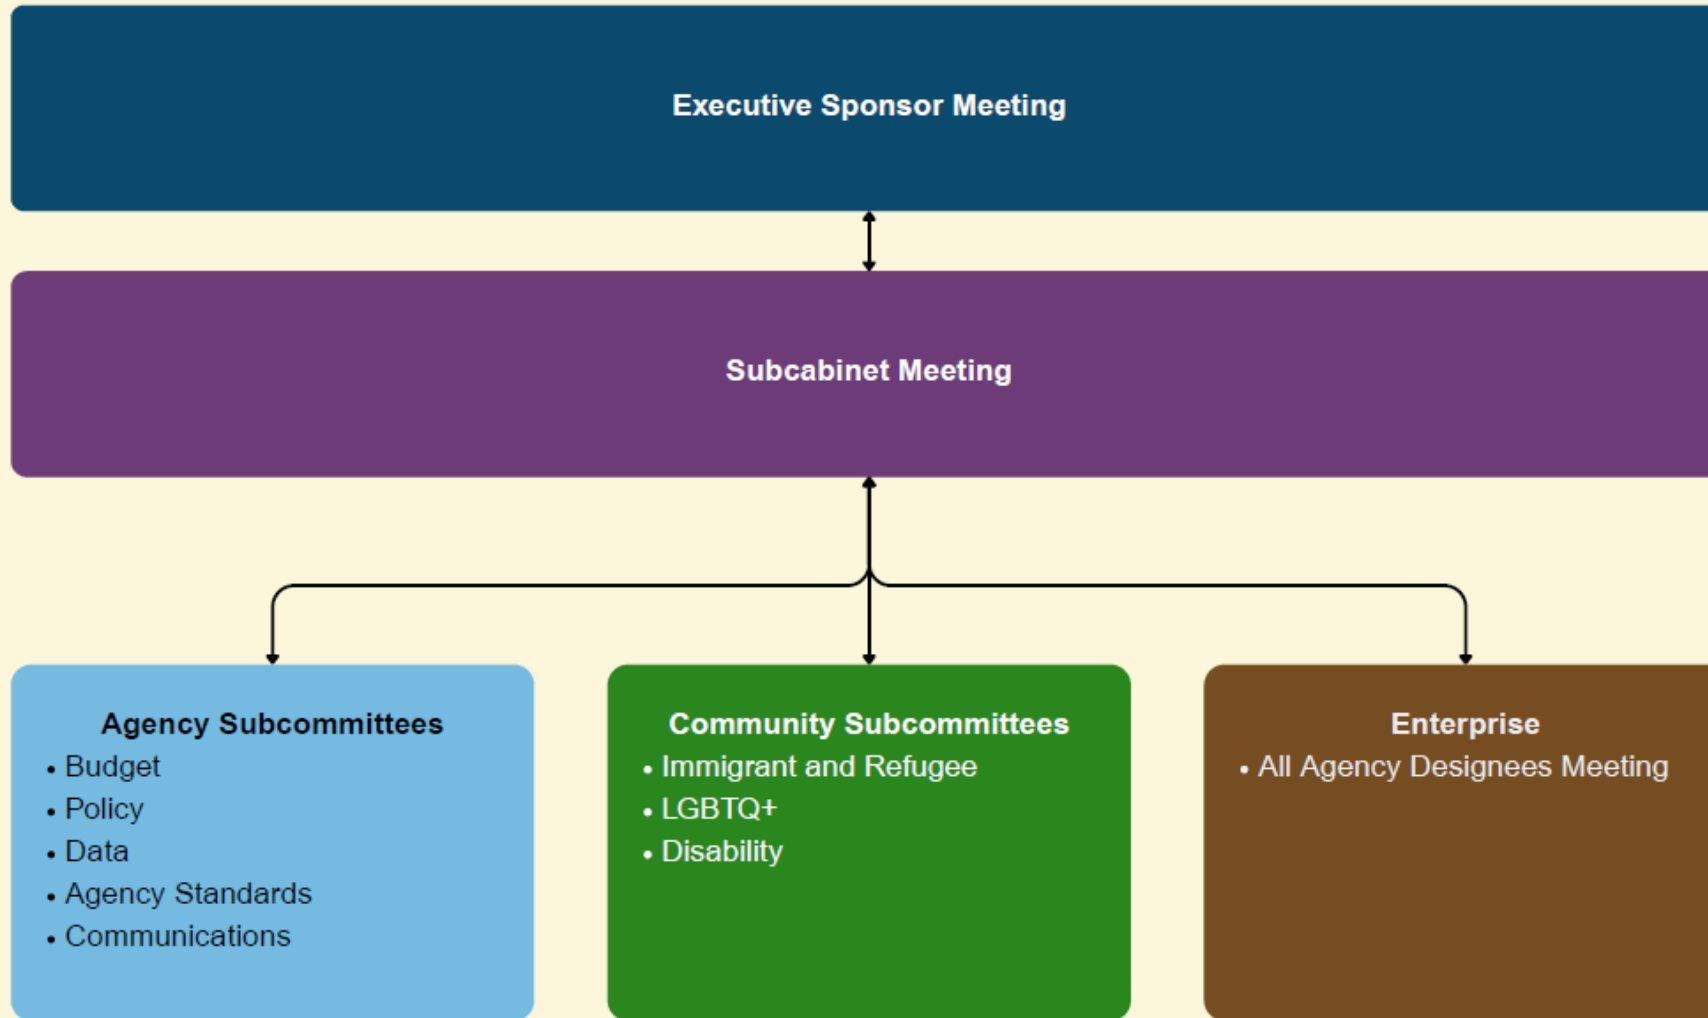 Executive Sponsor Meeting
Subcabinet Meeting
Agency Subcommittees
• Budget
• Policy
• Data
• Agency Standards
• Communications
Community Subcommittees
• Immigrant and Refugee
• LGBTQ+
• Disability
Enterprise
• All Agency Designees Meeting